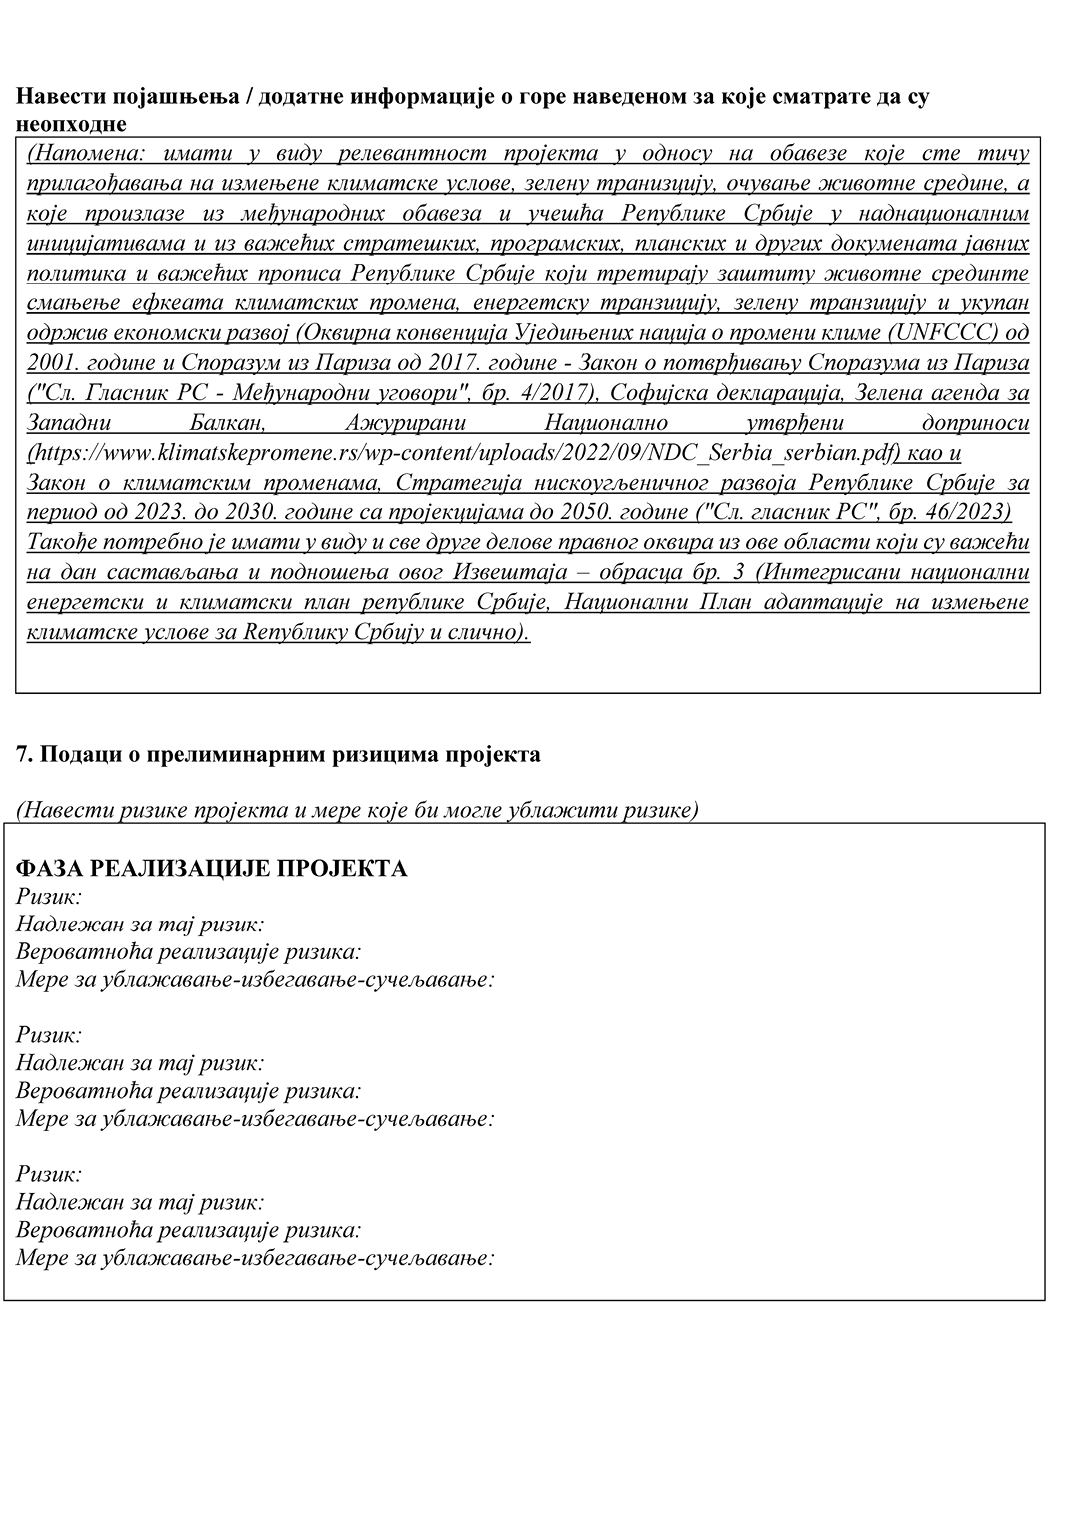 Навести појашњења / додатне информације о горе наведеном за које сматрате да су
неопходне
(Напомена: имати у виду релевантност пројекта у односу на обавезе које сте тичу
прилагођавања на измењене климатске услове, зелену транизцију, очување животне средине, а
које произлазе из међународних обавеза и учешћа Републике Србије у наднационалним
иницијативама и из важећих стратешких, програмских, планских и других докумената јавних
политика и важећих прописа Републике Србије који третирају заштиту животне срединте
смањење ефкеата климатских промена, енергетску транзицију, зелену транзицију и укупан
одржив економски развој (Оквирна конвенција Уједињених нација о промени климе (UNFCCC) од
2001. године и Споразум из Париза од 2017. године - Закон о потврђивању Споразума из Париза
("Сл. Гласник РС - Међународни уговори", бр. 4/2017), Софијска декларација, Зелена агенда за
Западни Балкан, Ажурирани Национално утврђени доприноси
(https://www.klimatskepromene.rs/wp-content/uploads/2022/09/NDC_Serbia_serbian.pdf) као и
Закон о климатским променама, Стратегија нискоугљеничног развоја Републике Србије за
период од 2023. до 2030. године са пројекцијама до 2050. године ("Сл. гласник РС", бр. 46/2023)
Такође потребно је имати у виду и све друге делове правног оквира из ове области који су важећи
на дан састављања и подношења овог Извештаја – обрасца бр. 3 (Интегрисани национални
енергетски и климатски план републике Србије, Национални План адаптације на измењене
климатске услове за Rепублику Србију и слично).
7. Подаци о прелиминарним ризицима пројекта
(Навести ризике пројекта и мере које би могле ублажити ризике)
ФАЗА РЕАЛИЗАЦИЈЕ ПРОЈЕКТА
Ризик:
Надлежан за тај ризик:
Вероватноћа реализације ризика:
Мере за ублажавање-избегавање-сучељавање:
Ризик:
Надлежан за тај ризик:
Вероватноћа реализације ризика:
Мере за ублажавање-избегавање-сучељавање:
Ризик:
Надлежан за тај ризик:
Вероватноћа реализације ризика:
Мере за ублажавање-избегавање-сучељавање: